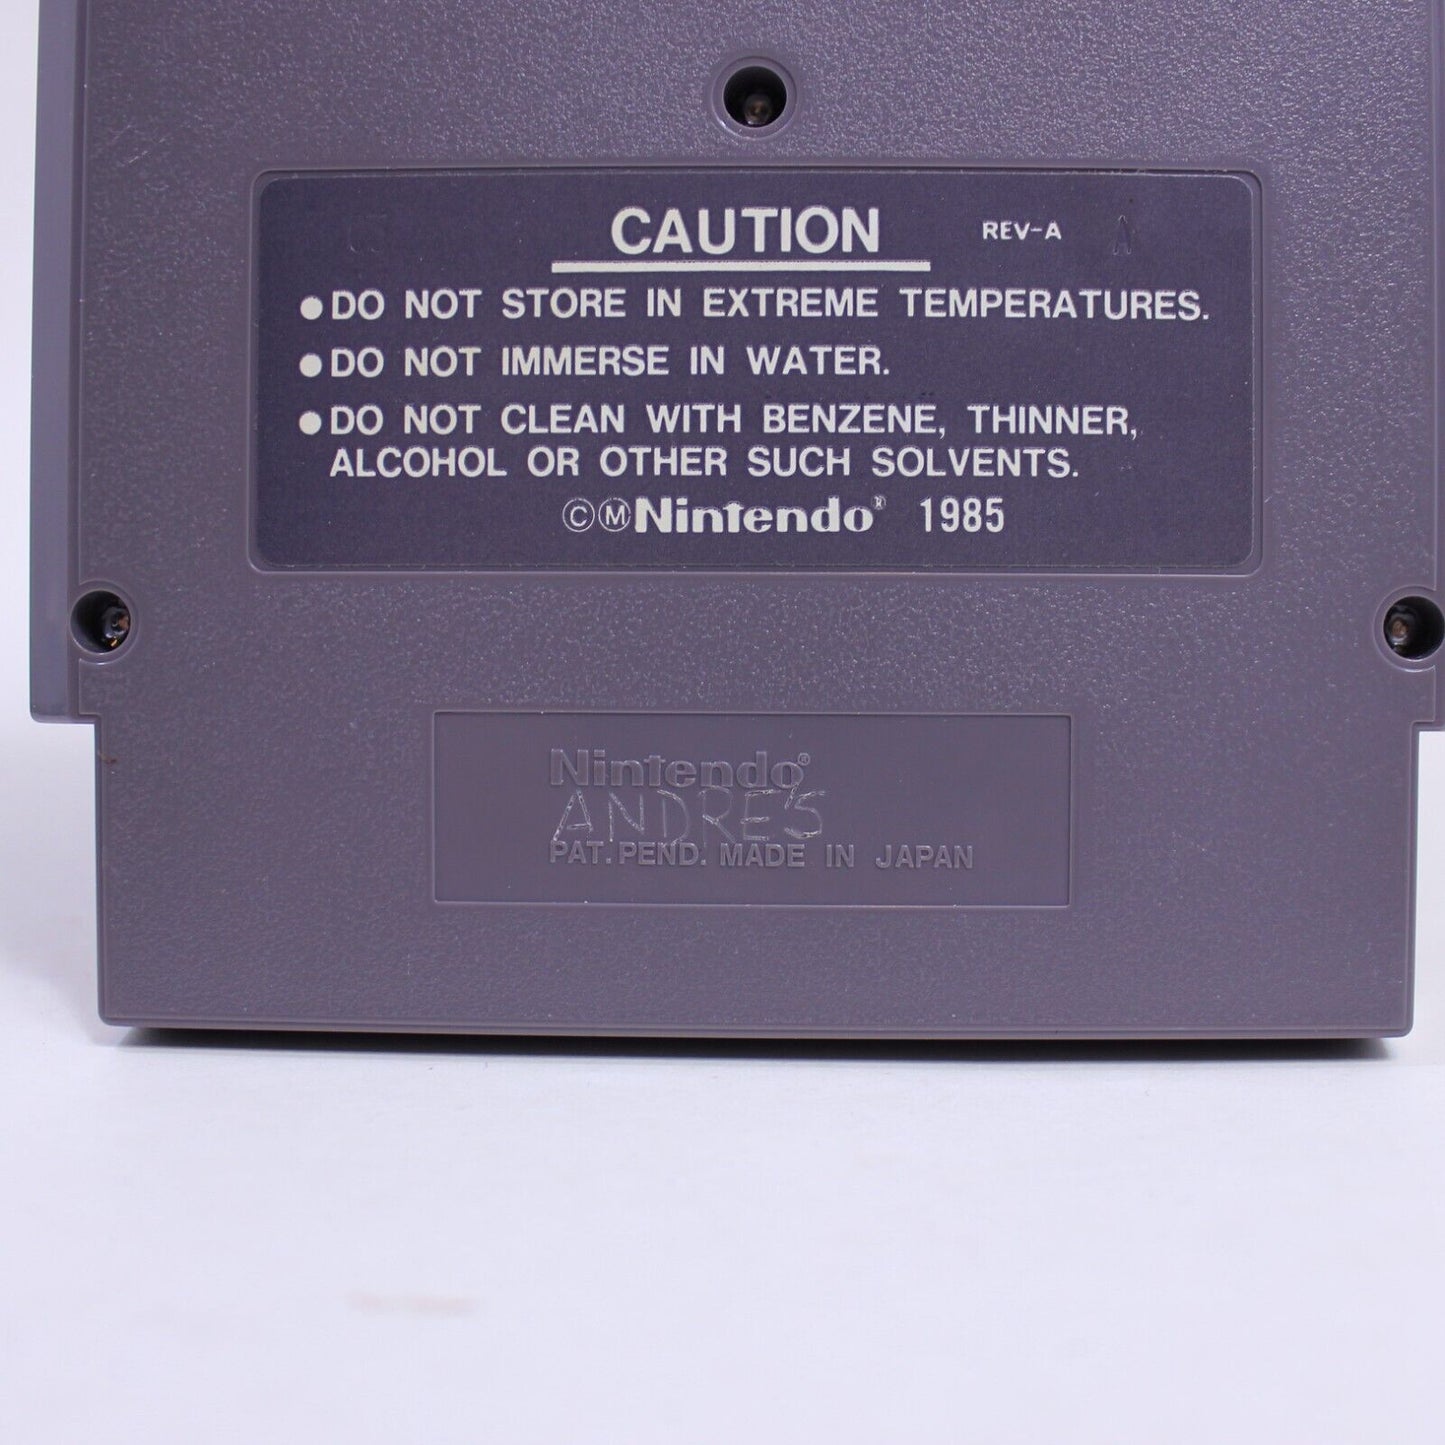 CAUTION REV-A A
●DO NOT STORE IN EXTREME TEMPERATURES.
●DO NOT IMMERSE IN WATER.
●DO NOT CLEAN WITH BENZENE, THINNER,
ALCOHOL OR OTHER SUCH SOLVENTS.
©ⓂNintendo® 1985
Nintendo®
ANDRE'S
PAT. PEND. MADE IN JAPAN